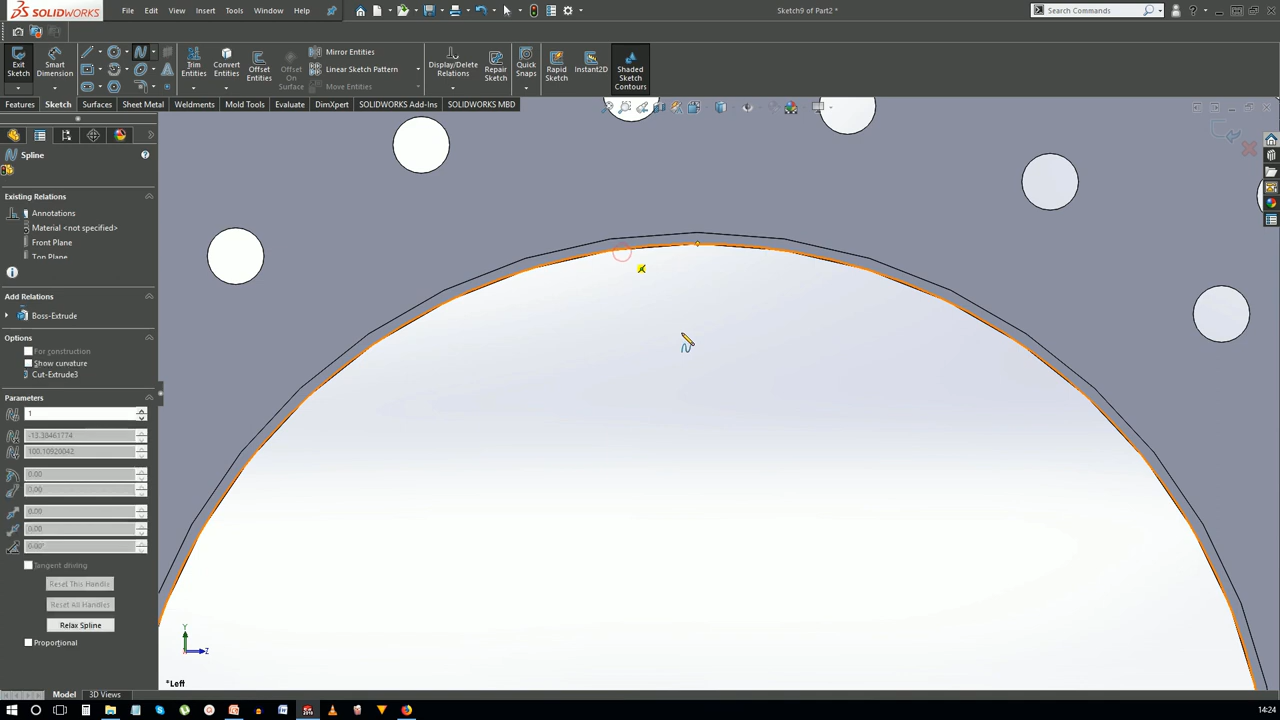 SOLIDWORKS
File Edit View Insert Tools Window Help
Sketch9 of Part2 *
Search Commands
Exit Sketch
Smart Dimension
Trim Entities
Convert Entities
Offset Entities
Offset On Surface
Mirror Entities
Linear Sketch Pattern
Move Entities
Display/Delete Relations
Repair Sketch
Quick Snaps
Rapid Sketch
Instant2D
Shaded Sketch Contours
Features Sketch Surfaces Sheet Metal Weldments Mold Tools Evaluate DimXpert SOLIDWORKS Add-Ins SOLIDWORKS MBD
Spline
Existing Relations
Annotations
Material <not specified>
Front Plane
Top Plane
Add Relations
Boss-Extrude
Options
For construction
Show curvature
Cut-Extrude3
Parameters
1
-13.38461774
100.10920042
0.00
0.00
0.00
0.00
0.00°
Tangent driving
Reset This Handle
Reset All Handles
Relax Spline
Proportional
Y
Z
*Left
Model 3D Views
14:24